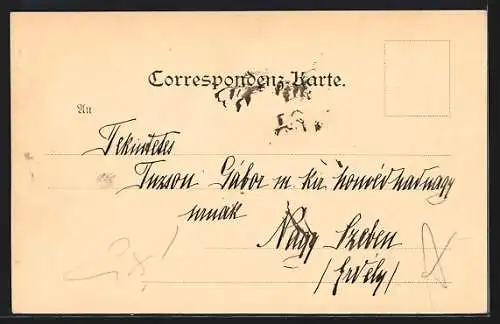 Correspondenz-Karte.
An
Tekintetes
Tuzson Gábor m. kir honvéd hadnagy
urnak
Nagy Szeben
/Erdély/